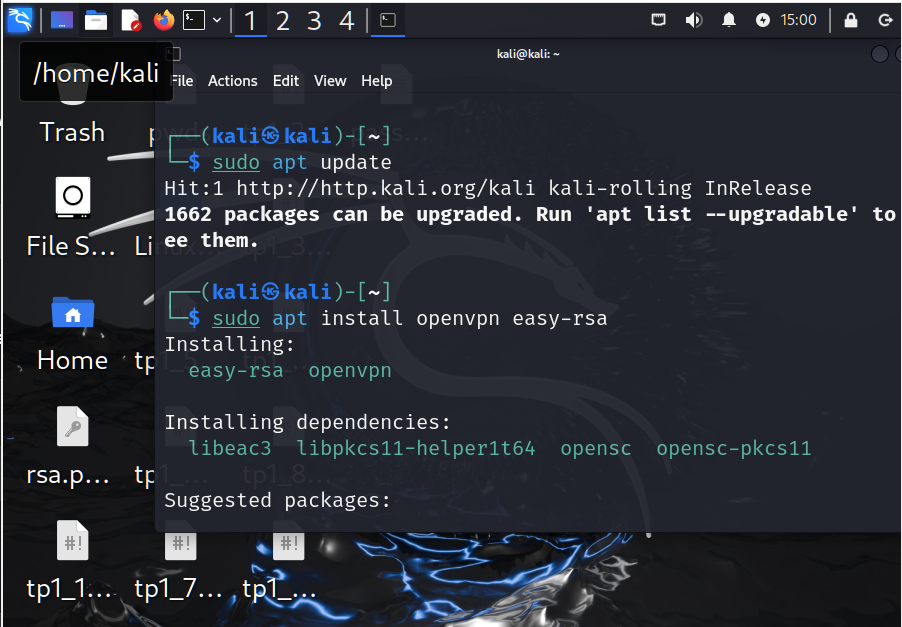 1 2 3 4
15:00
/home/kali
kali@kali: ~
File Actions Edit View Help
Trash
File S...
Home
rsa.p...
tp1_1...
tp1_7...
tp1_...
┌──(kali㉿kali)-[~]
└─$ sudo apt update
Hit:1 http://http.kali.org/kali kali-rolling InRelease
1662 packages can be upgraded. Run 'apt list --upgradable' to
ee them.
┌──(kali㉿kali)-[~]
└─$ sudo apt install openvpn easy-rsa
Installing:
easy-rsa openvpn
Installing dependencies:
libeac3 libpkcs11-helper1t64 opensc opensc-pkcs11
Suggested packages: